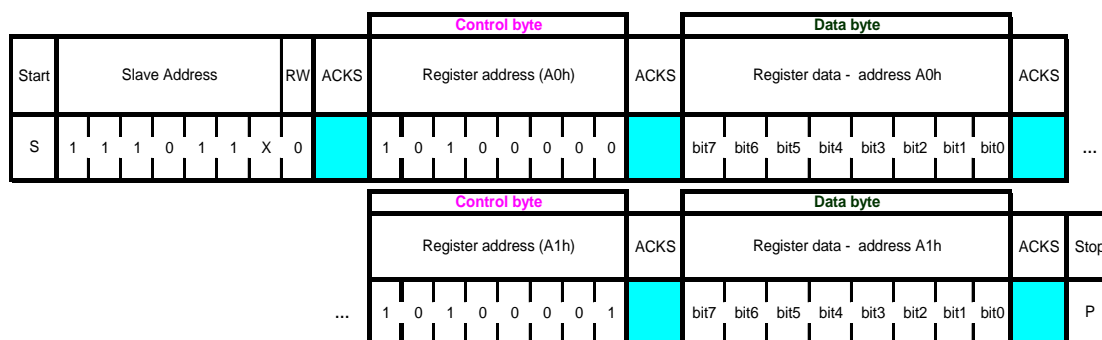 Control byte Data byte
Start Slave Address RW ACKS Register address (A0h) ACKS Register data - address A0h ACKS
S 1 1 1 0 1 1 X 0 1 0 1 0 0 0 0 0 bit7 bit6 bit5 bit4 bit3 bit2 bit1 bit0 ...
Control byte Data byte
Register address (A1h) ACKS Register data - address A1h ACKS Stop
... 1 0 1 0 0 0 0 1 bit7 bit6 bit5 bit4 bit3 bit2 bit1 bit0 P